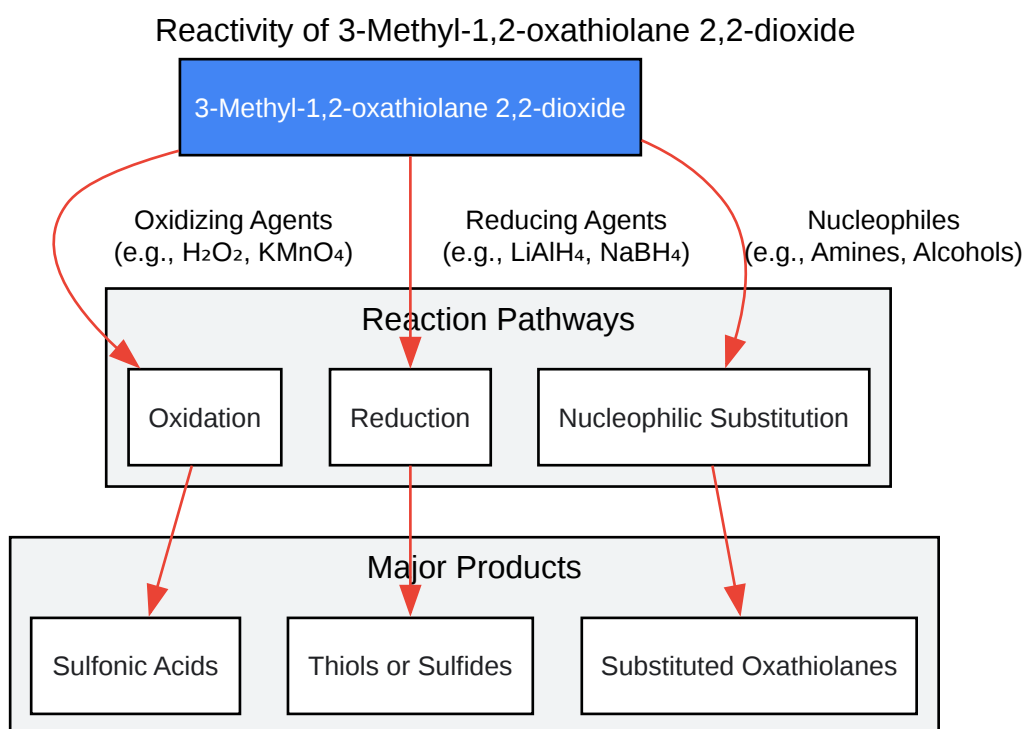 Reactivity of 3-Methyl-1,2-oxathiolane 2,2-dioxide
3-Methyl-1,2-oxathiolane 2,2-dioxide
Oxidizing Agents
(e.g., H₂O₂, KMnO₄)
Reducing Agents
(e.g., LiAlH₄, NaBH₄)
Nucleophiles
(e.g., Amines, Alcohols)
Reaction Pathways
Oxidation
Reduction
Nucleophilic Substitution
Major Products
Sulfonic Acids
Thiols or Sulfides
Substituted Oxathiolanes